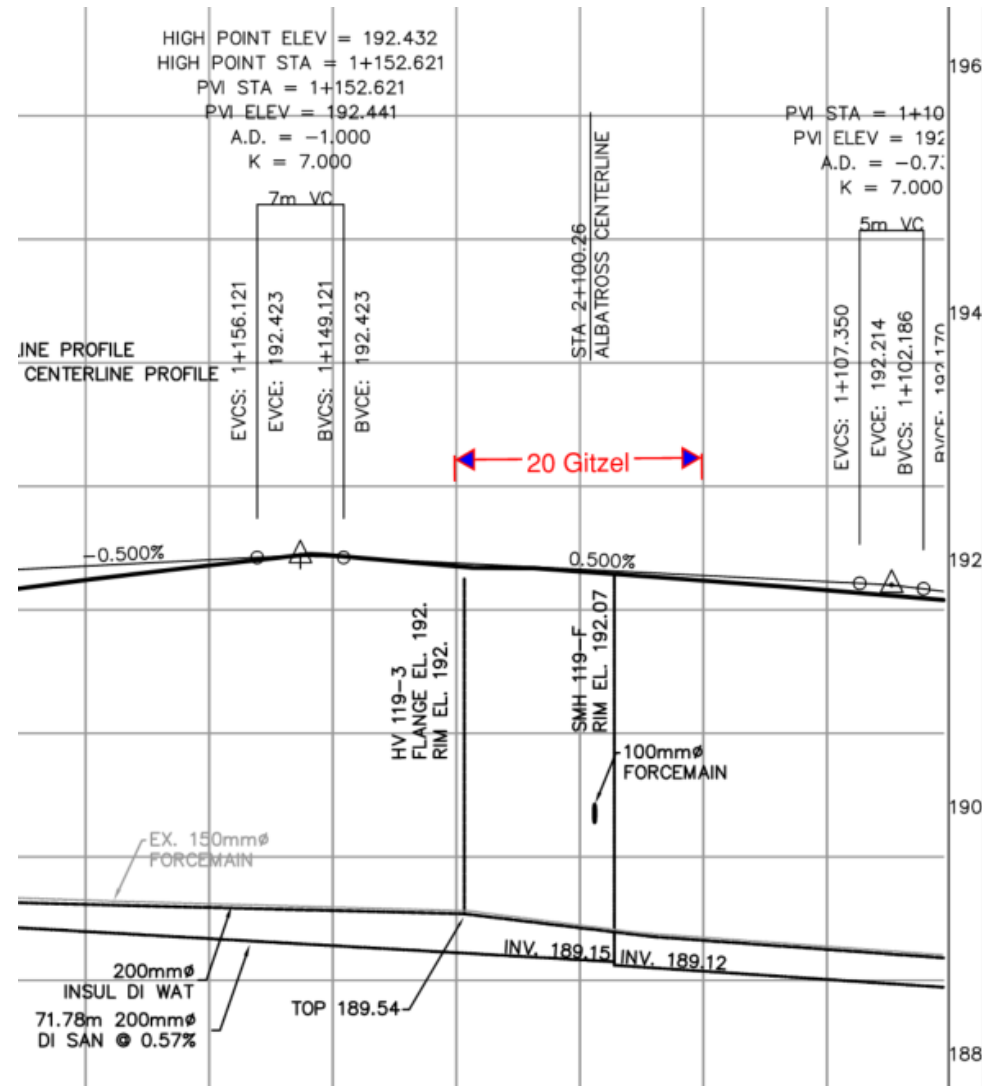 HIGH POINT ELEV = 192.432
HIGH POINT STA = 1+152.621
PVI STA = 1+152.621
PVI ELEV = 192.441
A.D. = -1.000
K = 7.000
7m VC
EVCS: 1+156.121
EVCE: 192.423
BVCS: 1+149.121
BVCE: 192.423
INE PROFILE
CENTERLINE PROFILE
STA 2+100.26
ALBATROSS CENTERLINE
PVI STA = 1+10
PVI ELEV = 192
A.D. = -0.7
K = 7.000
5m VC
EVCS: 1+107.350
EVCE: 192.214
BVCS: 1+102.186
BVCE: 192.170
196
194
192
190
188
20 Gitzel
-0.500%
0.500%
HV 119-3
FLANGE EL. 192.
RIM EL. 192.
SMH 119-F
RIM EL. 192.07
100mmø
FORCEMAIN
EX. 150mmø
FORCEMAIN
200mmø
INSUL DI WAT
71.78m 200mmø
DI SAN @ 0.57%
TOP 189.54
INV. 189.15
INV. 189.12